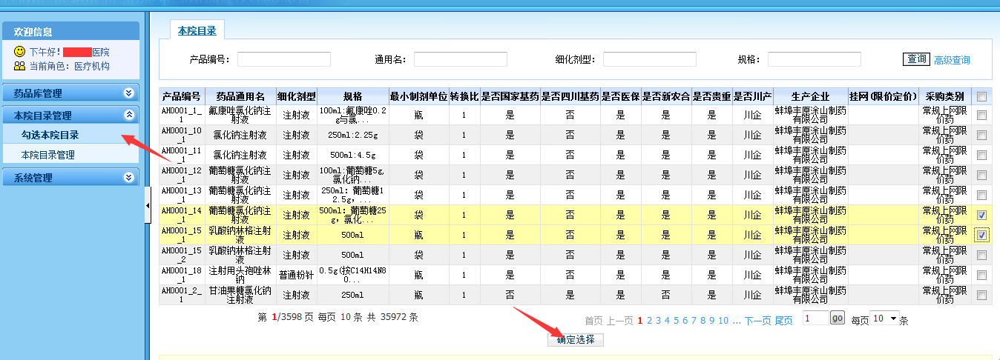 欢迎信息
下午好! 医院
当前角色: 医疗机构
药品库管理
本院目录管理
勾选本院目录
本院目录管理
系统管理
本院目录
产品编号: 通用名: 细化剂型: 规格: 查询 高级查询
产品编号 药品通用名 细化剂型 规格 最小制剂单位 转换比 是否国家基药 是否四川基药 是否医保 是否新农合 是否贵重 是否川产 生产企业 挂网(限价定价) 采购类别
AH0001_1_1 氟康唑氯化钠注射液 注射液 100ml:氟康唑0.2g与氯... 瓶 1 是 否 是 是 是 川企 蚌埠丰原涂山制药有限公司 常规上网限价药
AH0001_10_1 氯化钠注射液 注射液 250ml:2.25g 袋 1 是 否 是 是 是 川企 蚌埠丰原涂山制药有限公司 常规上网限价药
AH0001_11_1 氯化钠注射液 注射液 500ml:4.5g 袋 1 是 否 是 是 是 川企 蚌埠丰原涂山制药有限公司 常规上网限价药
AH0001_12_1 葡萄糖氯化钠注射液 注射液 100ml:葡萄糖5g,氯化钠... 袋 1 是 否 是 是 是 川企 蚌埠丰原涂山制药有限公司 常规上网限价药
AH0001_13_1 葡萄糖氯化钠注射液 注射液 250ml: 葡萄糖12.5g, ... 袋 1 是 否 是 是 是 川企 蚌埠丰原涂山制药有限公司 常规上网限价药
AH0001_14_1 葡萄糖氯化钠注射液 注射液 500ml: 葡萄糖25g, 氯化... 袋 1 是 否 是 是 是 川企 蚌埠丰原涂山制药有限公司 常规上网限价药
AH0001_15_1 乳酸钠林格注射液 注射液 500ml 瓶 1 是 否 是 是 是 川企 蚌埠丰原涂山制药有限公司 常规上网限价药
AH0001_15_2 乳酸钠林格注射液 注射液 500ml 袋 1 是 否 是 是 是 川企 蚌埠丰原涂山制药有限公司 常规上网限价药
AH0001_18_1 注射用头孢唑林钠 普通粉针 0.5g(按C14H14N8O... 瓶 1 是 否 是 是 是 川企 蚌埠丰原涂山制药有限公司 常规上网限价药
AH0001_2_1 甘油果糖氯化钠注射液 注射液 250ml 瓶 1 否 是 是 否 是 川企 蚌埠丰原涂山制药有限公司 常规上网限价药
第 1/3598 页 每页 10 条 共 35972 条 首页 上一页 1 2 3 4 5 6 7 8 9 10 ... 下一页 尾页 1 go 每页 10 条
确定选择